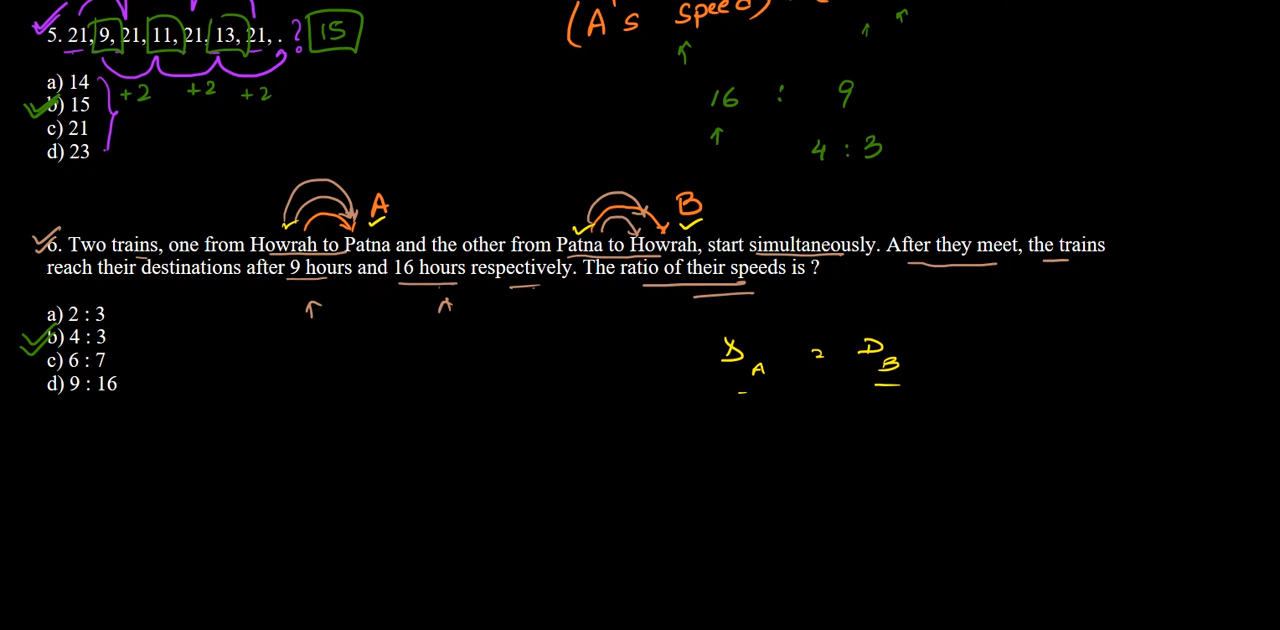 (A's speed)
5. 21, 9, 21, 11, 21, 13, 21, . ? 15
a) 14
+2 +2 +2
b) 15
c) 21
d) 23
16 : 9
4 : 3
A B
6. Two trains, one from Howrah to Patna and the other from Patna to Howrah, start simultaneously. After they meet, the trains
reach their destinations after 9 hours and 16 hours respectively. The ratio of their speeds is ?
a) 2 : 3
b) 4 : 3
c) 6 : 7
d) 9 : 16
D A = D B